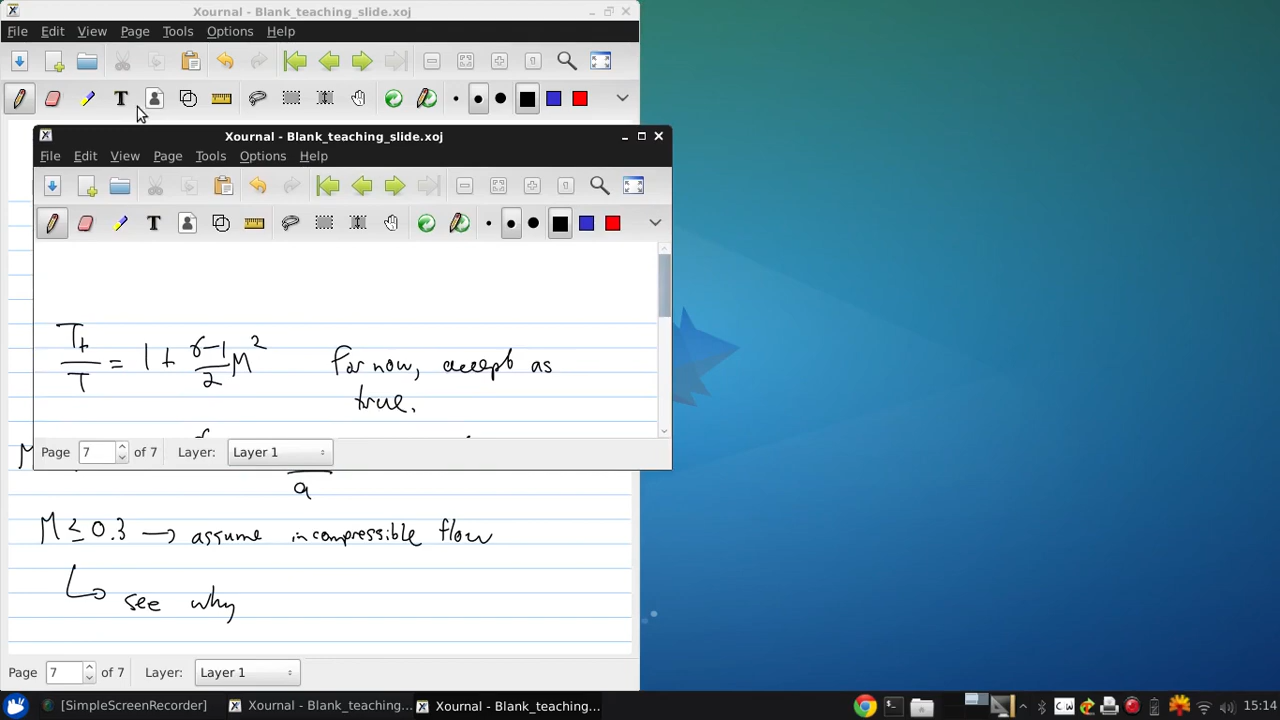 Xournal - Blank_teaching_slide.xoj
File Edit View Page Tools Options Help
Xournal - Blank_teaching_slide.xoj
File Edit View Page Tools Options Help
T_t/T = 1 + γ-1/2 M²
For now, accept as
true.
Page 7 of 7 Layer: Layer 1
M
a
M ≤ 0.3 → assume incompressible flow
↳ see why
Page 7 of 7 Layer: Layer 1
[SimpleScreenRecorder]
Xournal - Blank_teaching...
Xournal - Blank_teaching...
CW
15:14